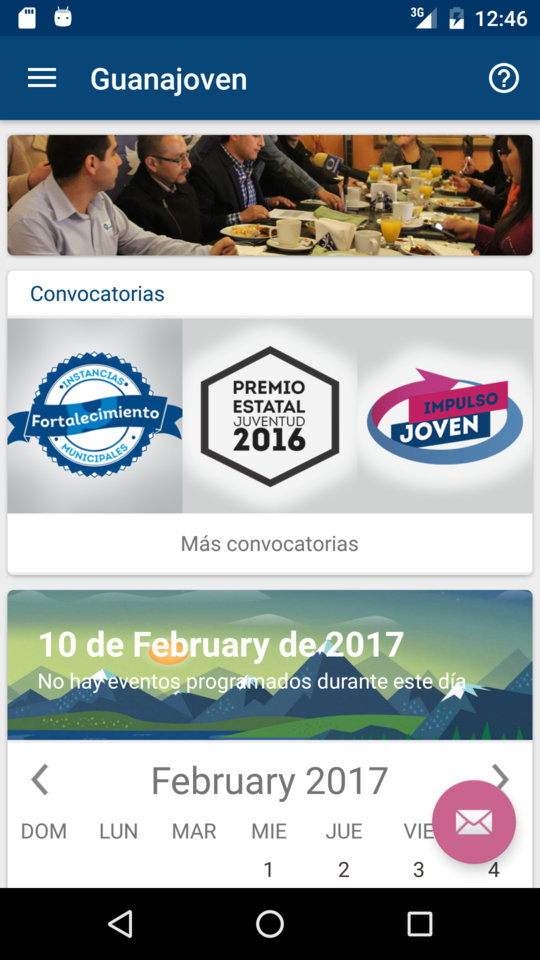 3G 12:46
Guanajoven
Convocatorias
INSTANCIAS
Fortalecimiento
MUNICIPALES
PREMIO
ESTATAL
JUVENTUD
2016
IMPULSO
JOVEN
Más convocatorias
10 de February de 2017
No hay eventos programados durante este día
February 2017
DOM LUN MAR MIE JUE VIE
1 2 3 4